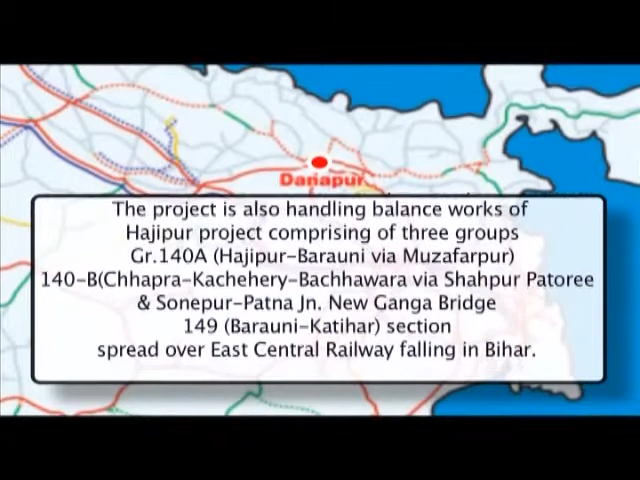 Danapur
The project is also handling balance works of
Hajipur project comprising of three groups
Gr.140A (Hajipur-Barauni via Muzafarpur)
140-B(Chhapra-Kachehery-Bachhawara via Shahpur Patoree
& Sonepur-Patna Jn. New Ganga Bridge
149 (Barauni-Katihar) section
spread over East Central Railway falling in Bihar.